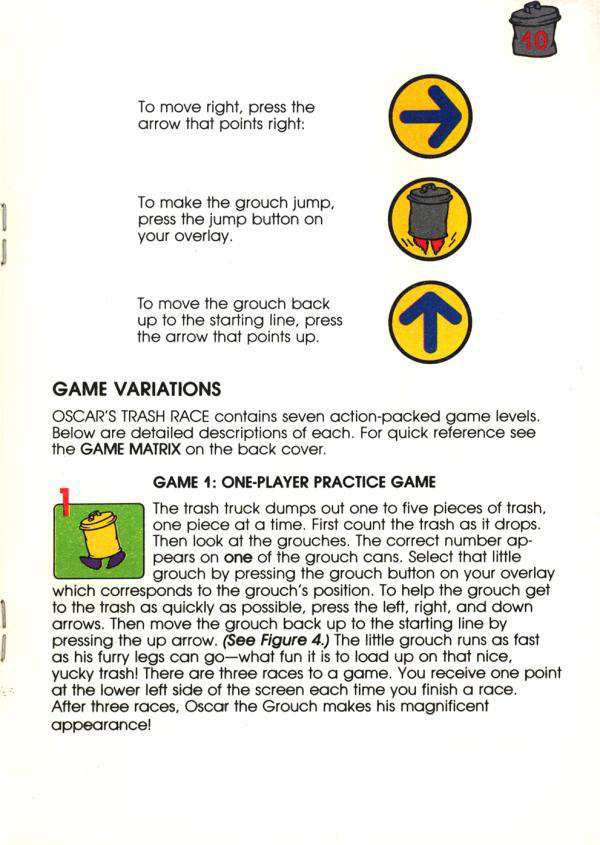 10
To move right, press the
arrow that points right:
To make the grouch jump,
press the jump button on
your overlay.
To move the grouch back
up to the starting line, press
the arrow that points up.
GAME VARIATIONS
OSCAR'S TRASH RACE contains seven action-packed game levels.
Below are detailed descriptions of each. For quick reference see
the GAME MATRIX on the back cover.
GAME 1: ONE-PLAYER PRACTICE GAME
1
The trash truck dumps out one to five pieces of trash,
one piece at a time. First count the trash as it drops.
Then look at the grouches. The correct number ap-
pears on one of the grouch cans. Select that little
grouch by pressing the grouch button on your overlay
which corresponds to the grouch's position. To help the grouch get
to the trash as quickly as possible, press the left, right, and down
arrows. Then move the grouch back up to the starting line by
pressing the up arrow. (See Figure 4.) The little grouch runs as fast
as his furry legs can go—what fun it is to load up on that nice,
yucky trash! There are three races to a game. You receive one point
at the lower left side of the screen each time you finish a race.
After three races, Oscar the Grouch makes his magnificent
appearance!